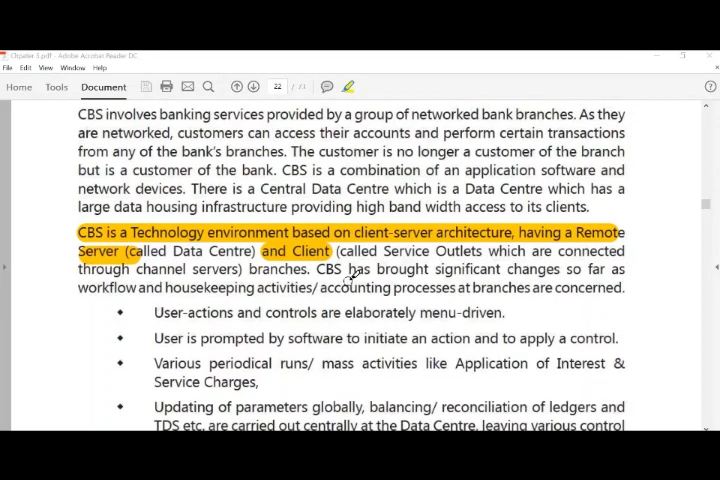 Chpater 5.pdf - Adobe Acrobat Reader DC
File Edit View Window Help
Home Tools Document 22 / 73
CBS involves banking services provided by a group of networked bank branches. As they
are networked, customers can access their accounts and perform certain transactions
from any of the bank's branches. The customer is no longer a customer of the branch
but is a customer of the bank. CBS is a combination of an application software and
network devices. There is a Central Data Centre which is a Data Centre which has a
large data housing infrastructure providing high band width access to its clients.
CBS is a Technology environment based on client-server architecture, having a Remote
Server (called Data Centre) and Client (called Service Outlets which are connected
through channel servers) branches. CBS has brought significant changes so far as
workflow and housekeeping activities/ accounting processes at branches are concerned.
User-actions and controls are elaborately menu-driven.
User is prompted by software to initiate an action and to apply a control.
Various periodical runs/ mass activities like Application of Interest &
Service Charges,
Updating of parameters globally, balancing/ reconciliation of ledgers and
TDS etc. are carried out centrally at the Data Centre, leaving various control